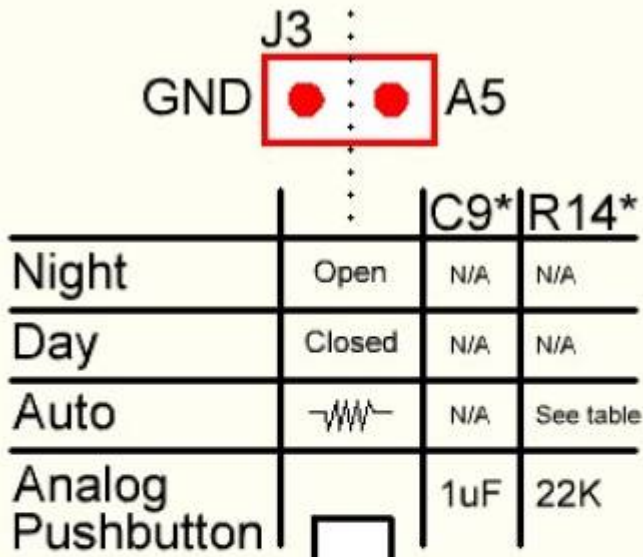 J3
GND A5
C9* R14*
Night Open N/A N/A
Day Closed N/A N/A
Auto N/A See table
Analog
Pushbutton 1uF 22K